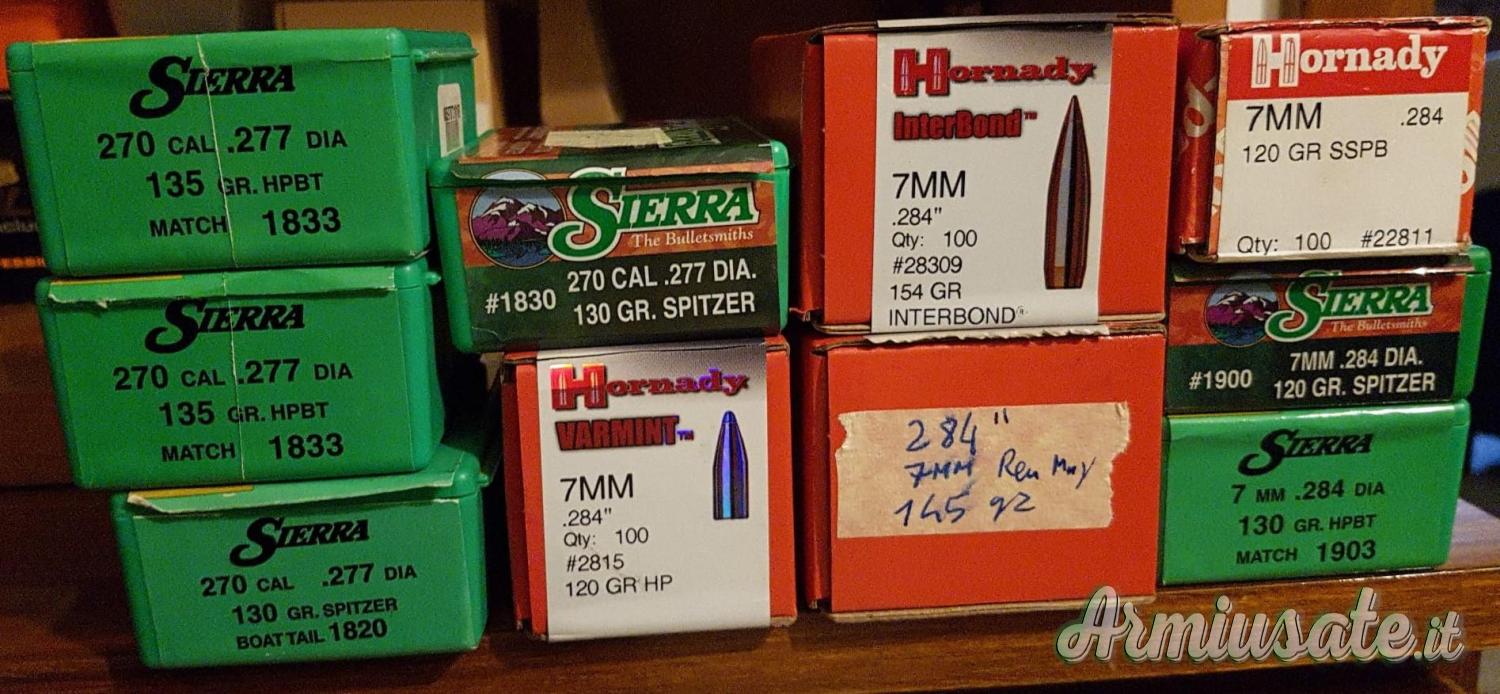 SIERRA
270 CAL .277 DIA
135 GR. HPBT
MATCH 1833
SIERRA
270 CAL .277 DIA
135 GR. HPBT
MATCH 1833
SIERRA
270 CAL .277 DIA
130 GR. SPITZER
BOAT TAIL 1820
SIERRA
The Bulletsmiths
#1830 270 CAL .277 DIA.
130 GR. SPITZER
Hornady
VARMINT™
7MM
.284"
Qty: 100
#2815
120 GR HP
Hornady
InterBond™
7MM
.284"
Qty: 100
#28309
154 GR
INTERBOND®
284"
7MM Rem
145 gr
Hornady
7MM .284
120 GR SSPB
Qty: 100 #22811
SIERRA
The Bulletsmiths
7MM .284 DIA.
#1900 120 GR. SPITZER
SIERRA
7 MM .284 DIA
130 GR. HPBT
MATCH 1903
Armiusate.it